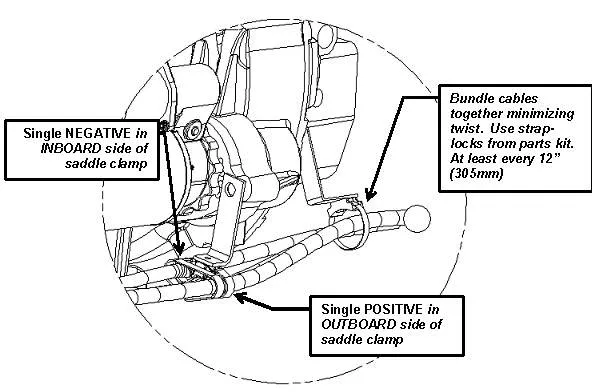 Single NEGATIVE in
INBOARD side of
saddle clamp
Bundle cables
together minimizing
twist. Use strap-
locks from parts kit.
At least every 12”
(305mm)
Single POSITIVE in
OUTBOARD side of
saddle clamp